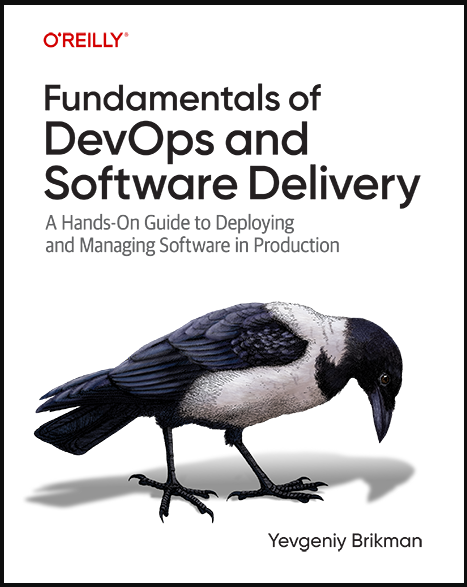 O'REILLY®
Fundamentals of
DevOps and
Software Delivery
A Hands-On Guide to Deploying
and Managing Software in Production
Yevgeniy Brikman